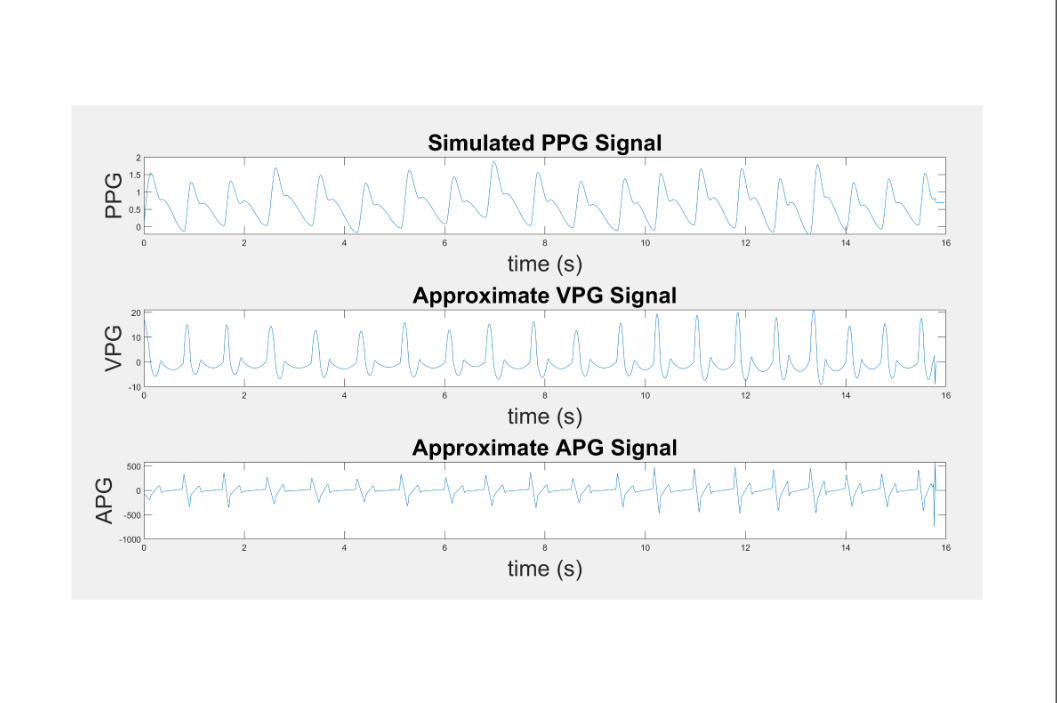 Simulated PPG Signal
PPG
2
1.5
1
0.5
0
0 2 4 6 8 10 12 14 16
time (s)
Approximate VPG Signal
VPG
20
10
0
-10
0 2 4 6 8 10 12 14 16
time (s)
Approximate APG Signal
APG
500
0
-500
-1000
0 2 4 6 8 10 12 14 16
time (s)